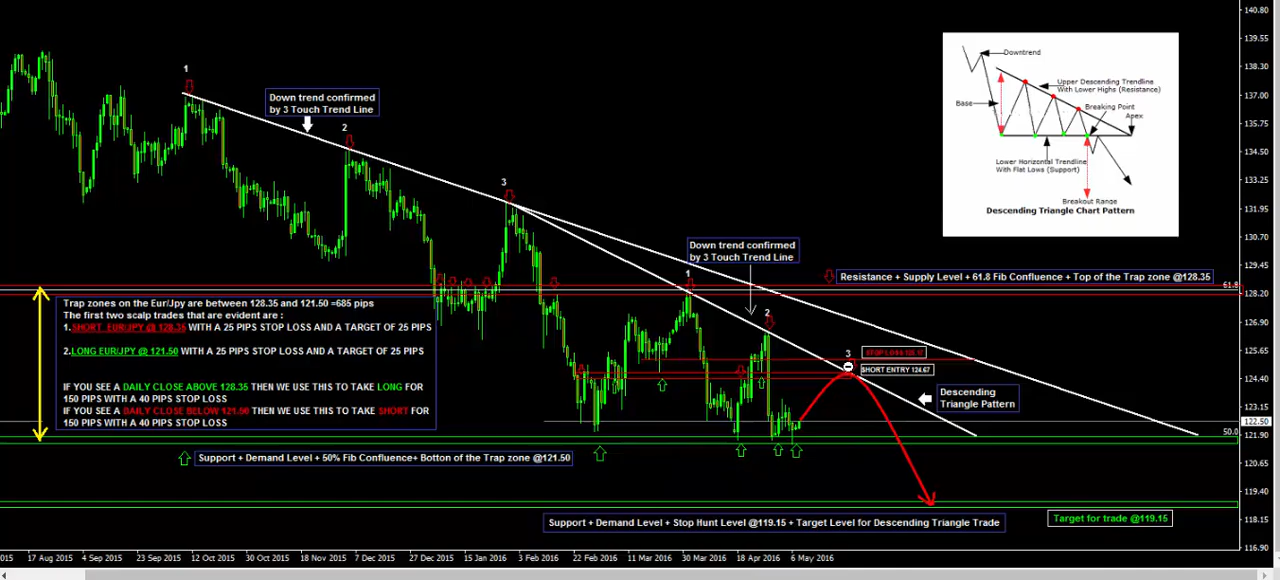 140.80
139.55
138.30
137.00
135.75
134.50
133.25
131.95
130.70
129.45
128.20
126.90
125.65
124.40
123.15
122.50
121.90
120.65
119.40
118.15
116.90
1
Down trend confirmed
by 3 Touch Trend Line
2
3
Downtrend
Upper Descending Trendline
With Lower Highs (Resistance)
Base
Breaking Point
Apex
Lower Horizontal Trendline
With Flat Lows (Support)
Breakout Range
Descending Triangle Chart Pattern
Down trend confirmed
by 3 Touch Trend Line
1
2
3
Resistance + Supply Level + 61.8 Fib Confluence + Top of the Trap zone @128.35
61.8
Trap zones on the Eur/Jpy are between 128.35 and 121.50 =685 pips
The first two scalp trades that are evident are :
1.SHORT EUR/JPY @ 128.35 WITH A 25 PIPS STOP LOSS AND A TARGET OF 25 PIPS
2.LONG EUR/JPY @ 121.50 WITH A 25 PIPS STOP LOSS AND A TARGET OF 25 PIPS
IF YOU SEE A DAILY CLOSE ABOVE 128.35 THEN WE USE THIS TO TAKE LONG FOR
150 PIPS WITH A 40 PIPS STOP LOSS
IF YOU SEE A DAILY CLOSE BELOW 121.50 THEN WE USE THIS TO TAKE SHORT FOR
150 PIPS WITH A 40 PIPS STOP LOSS
STOP LOSS
SHORT ENTRY 124.67
Descending
Triangle Pattern
50.0
Support + Demand Level + 50% Fib Confluence+ Botton of the Trap zone @121.50
Support + Demand Level + Stop Hunt Level @119.15 + Target Level for Descending Triangle Trade
Target for trade @119.15
2015
17 Aug 2015
4 Sep 2015
23 Sep 2015
12 Oct 2015
30 Oct 2015
18 Nov 2015
7 Dec 2015
27 Dec 2015
15 Jan 2016
3 Feb 2016
22 Feb 2016
11 Mar 2016
30 Mar 2016
18 Apr 2016
6 May 2016